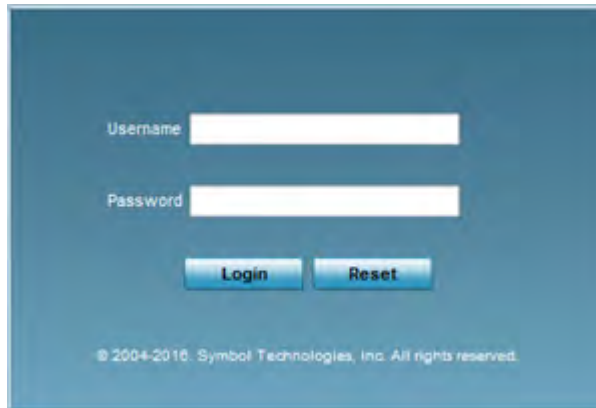 Username
Password
Login Reset
© 2004-2016. Symbol Technologies, Inc. All rights reserved.